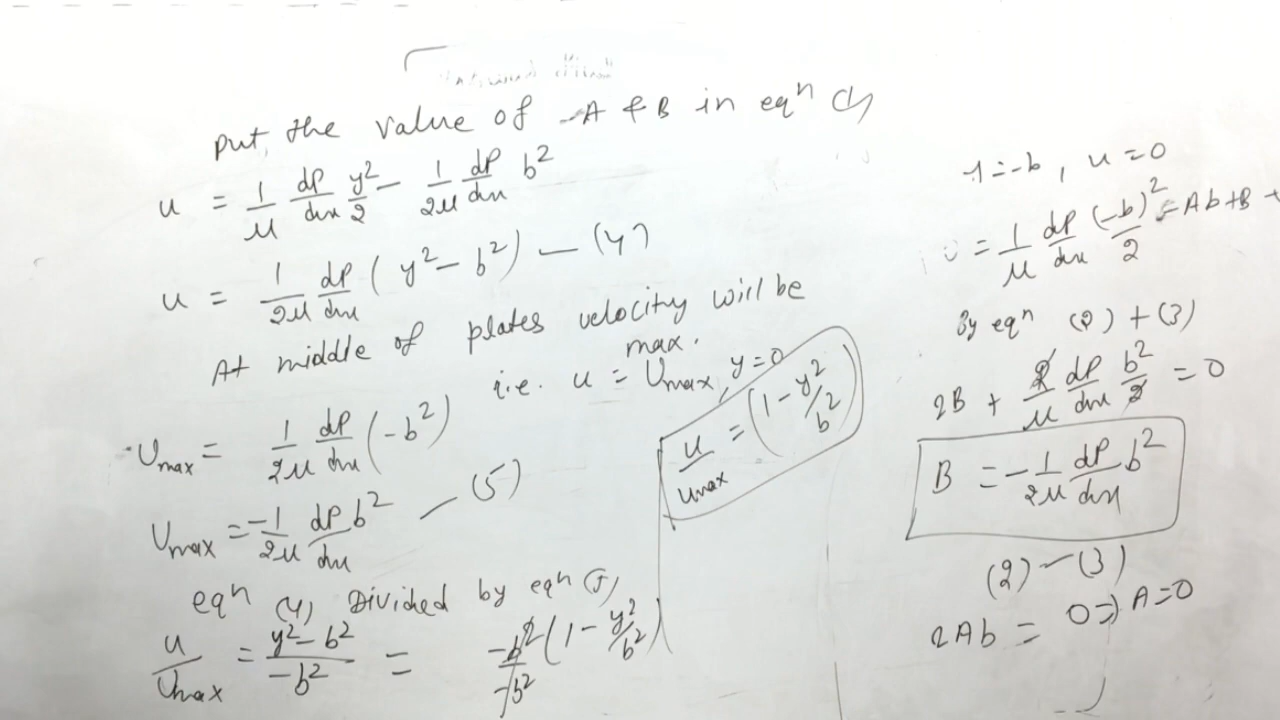 put the value of A & B in eqⁿ (1)
u = 1/μ dp/dx y²/2 - 1/2μ dp/dx b²
u = 1/2μ dp/dx (y² - b²) — (4)
At middle of plates velocity will be
max.
i.e. u = Umax, y = 0
Umax = 1/2μ dp/dx (-b²)
Umax = -1/2μ dp/dx b² — (5)
eqⁿ (4) Divided by eqⁿ (5)
u/Umax = y² - b²/-b² = -b²/-b² (1 - y²/b²)
u/umax = (1 - y²/b²)
y = -b, u = 0
0 = 1/μ dp/dx (-b)²/2 - Ab + B
By eqⁿ (2) + (3)
2B + 2/μ dp/dx b²/2 = 0
B = -1/2μ dp/dx b²
(2) - (3)
2Ab = 0 ⇒ A = 0